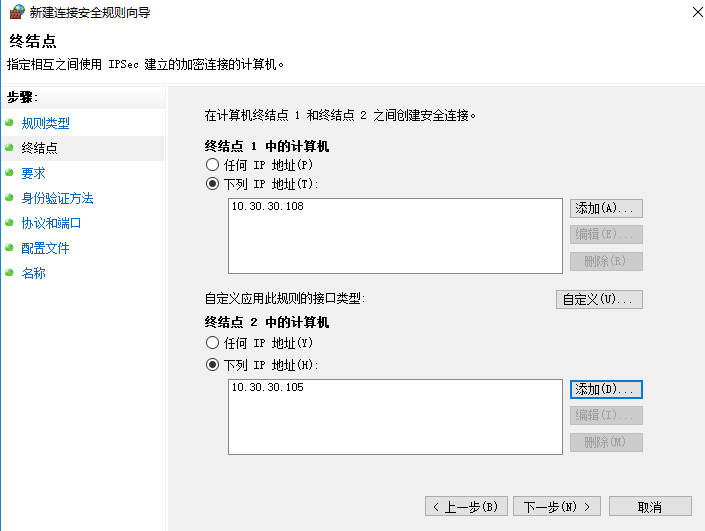 新建连接安全规则向导
终结点
指定相互之间使用 IPSec 建立的加密连接的计算机。
步骤:
规则类型
终结点
要求
身份验证方法
协议和端口
配置文件
名称
在计算机终结点 1 和终结点 2 之间创建安全连接。
终结点 1 中的计算机
任何 IP 地址(P)
下列 IP 地址(T):
10.30.30.108
添加(A)...
编辑(E)...
删除(R)
自定义应用此规则的接口类型:
自定义(U)...
终结点 2 中的计算机
任何 IP 地址(Y)
下列 IP 地址(H):
10.30.30.105
添加(D)...
编辑(I)...
删除(M)
< 上一步(B)
下一步(N) >
取消